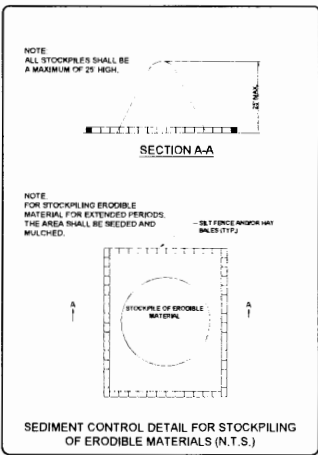 NOTE
ALL STOCKPILES SHALL BE
A MAXIMUM OF 25' HIGH.
25' MAX.
SECTION A-A
NOTE.
FOR STOCKPILING ERODIBLE
MATERIAL FOR EXTENDED PERIODS,
THE AREA SHALL BE SEEDED AND
MULCHED.
SILT FENCE AND/OR HAY
BALES (TYP.)
A
A
STOCKPILE OF ERODIBLE
MATERIAL
SEDIMENT CONTROL DETAIL FOR STOCKPILING
OF ERODIBLE MATERIALS (N.T.S.)